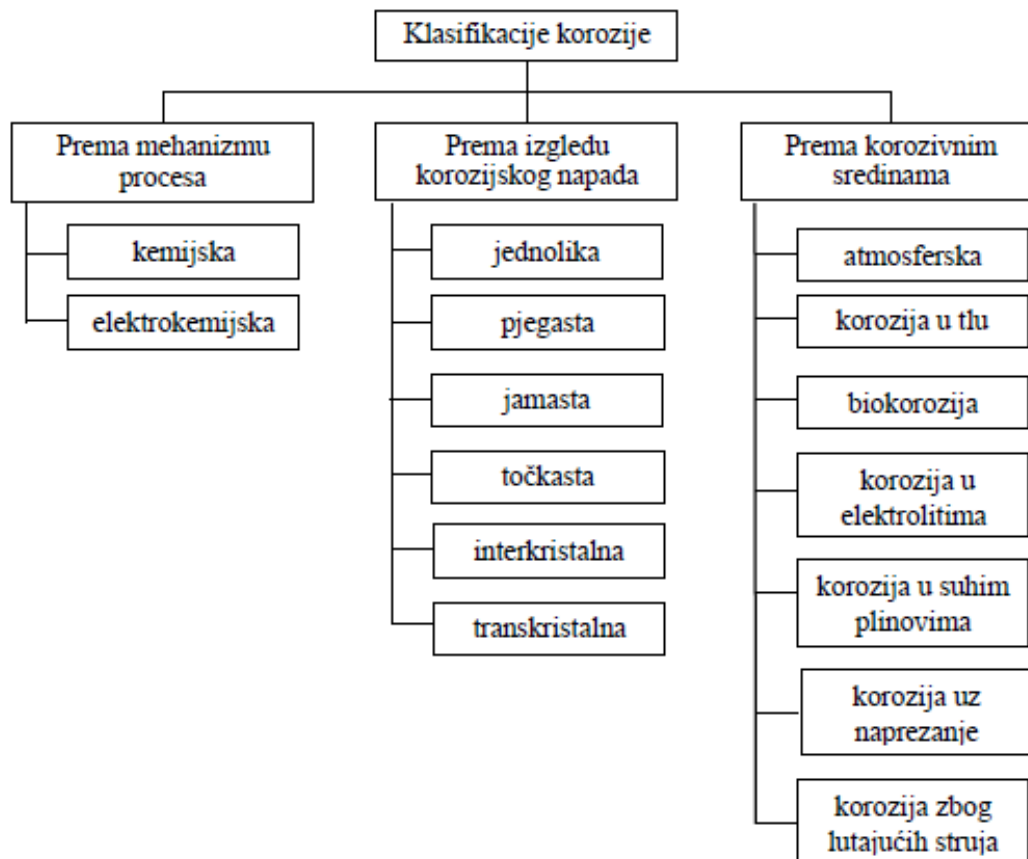 Klasifikacije korozije
Prema mehanizmu
procesa
kemijska
elektrokemijska
Prema izgledu
korozijskog napada
jednolika
pjegasta
jamasta
točkasta
interkristalna
transkristalna
Prema korozivnim
sredinama
atmosferska
korozija u tlu
biokorozija
korozija u
elektrolitima
korozija u suhim
plinovima
korozija uz
naprezanje
korozija zbog
lutajućih struja